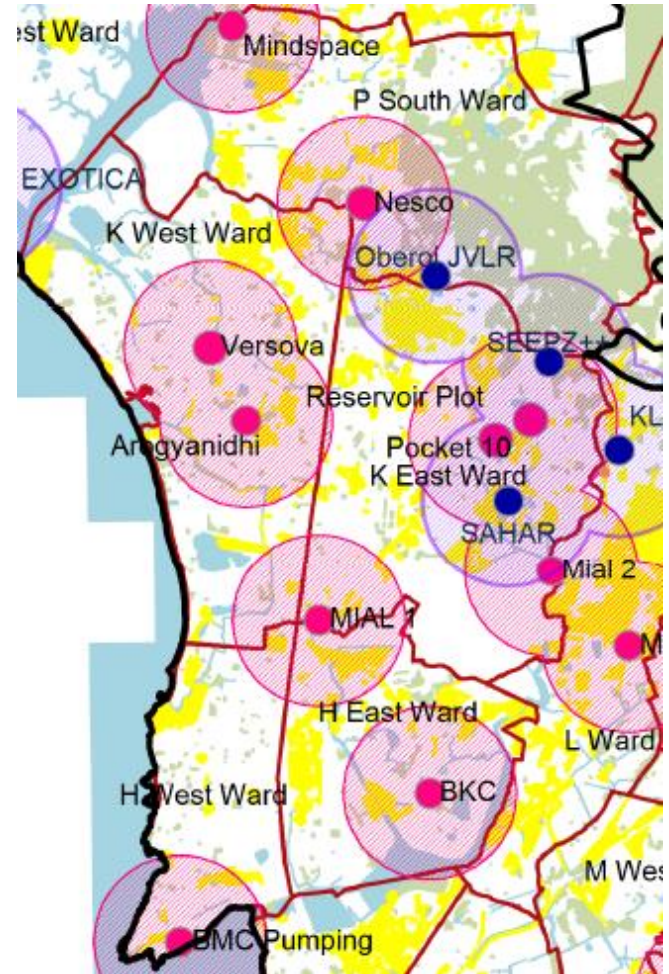 est Ward
Mindspace
P South Ward
EXOTICA
Nesco
K West Ward
Oberoi JVLR
Versova
SEEPZ++
Reservoir Plot
KL
Arogyanidhi
Pocket 10
K East Ward
SAHAR
Mial 2
MIAL 1
M
H East Ward
L Ward
H West Ward
BKC
M Wes
BMC Pumping